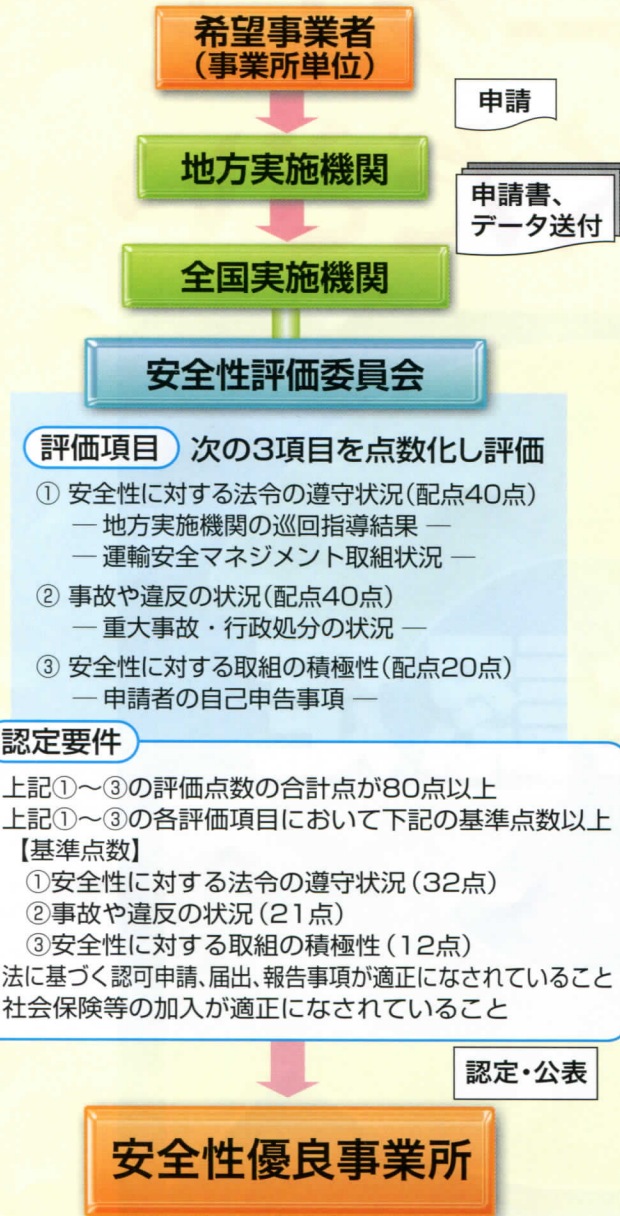 希望事業者
（事業所単位）
申請
地方実施機関
申請書、
データ送付
全国実施機関
安全性評価委員会
評価項目 次の3項目を点数化し評価
① 安全性に対する法令の遵守状況（配点40点）
― 地方実施機関の巡回指導結果 ―
― 運輸安全マネジメント取組状況 ―
② 事故や違反の状況（配点40点）
― 重大事故・行政処分の状況 ―
③ 安全性に対する取組の積極性（配点20点）
― 申請者の自己申告事項 ―
認定要件
上記①～③の評価点数の合計点が80点以上
上記①～③の各評価項目において下記の基準点数以上
【基準点数】
①安全性に対する法令の遵守状況（32点）
②事故や違反の状況（21点）
③安全性に対する取組の積極性（12点）
法に基づく認可申請、届出、報告事項が適正になされていること
社会保険等の加入が適正になされていること
認定・公表
安全性優良事業所